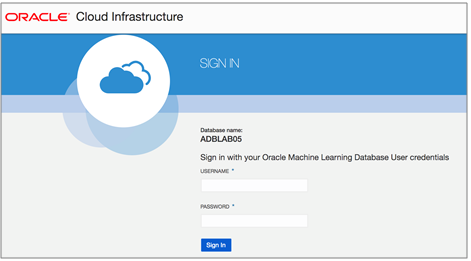 ORACLE® Cloud Infrastructure
SIGN IN
Database name:
ADBLAB05
Sign in with your Oracle Machine Learning Database User credentials
USERNAME *
PASSWORD *
Sign In